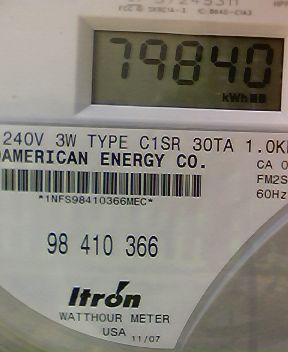 79840
kWh
240V 3W TYPE C1SR 30TA 1.0K
AMERICAN ENERGY CO.
CA
FM2S
60Hz
*1NFS98410366MEC*
98 410 366
Itrón
WATTHOUR METER
USA 11/07